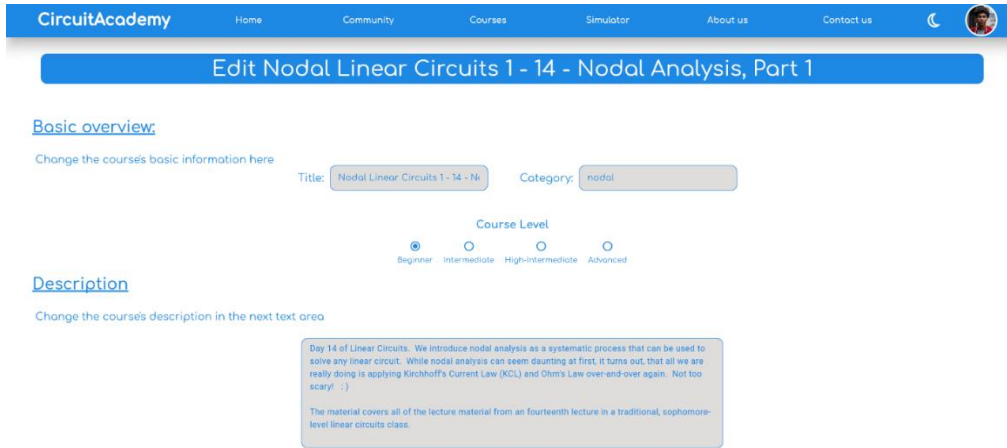 CircuitAcademy Home Community Courses Simulator About us Contact us
Edit Nodal Linear Circuits 1 - 14 - Nodal Analysis, Part 1
Basic overview:
Change the course's basic information here
Title: Nodal Linear Circuits 1 - 14 - No Category: nodal
Course Level
Beginner Intermediate High-intermediate Advanced
Description
Change the course's description in the next text area
Day 14 of Linear Circuits. We introduce nodal analysis as a systematic process that can be used to
solve any linear circuit. While nodal analysis can seem daunting at first, it turns out, that all we are
really doing is applying Kirchhoff's Current Law (KCL) and Ohm's Law over-and-over again. Not too
scary! : )
The material covers all of the lecture material from an fourteenth lecture in a traditional, sophomore-
level linear circuits class.